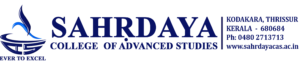 SAHRDAYA
COLLEGE OF ADVANCED STUDIES
EVER TO EXCEL
KODAKARA, THRISSUR
KERALA - 680684
Ph: 0480 2713713
www.sahrdayacas.ac.in